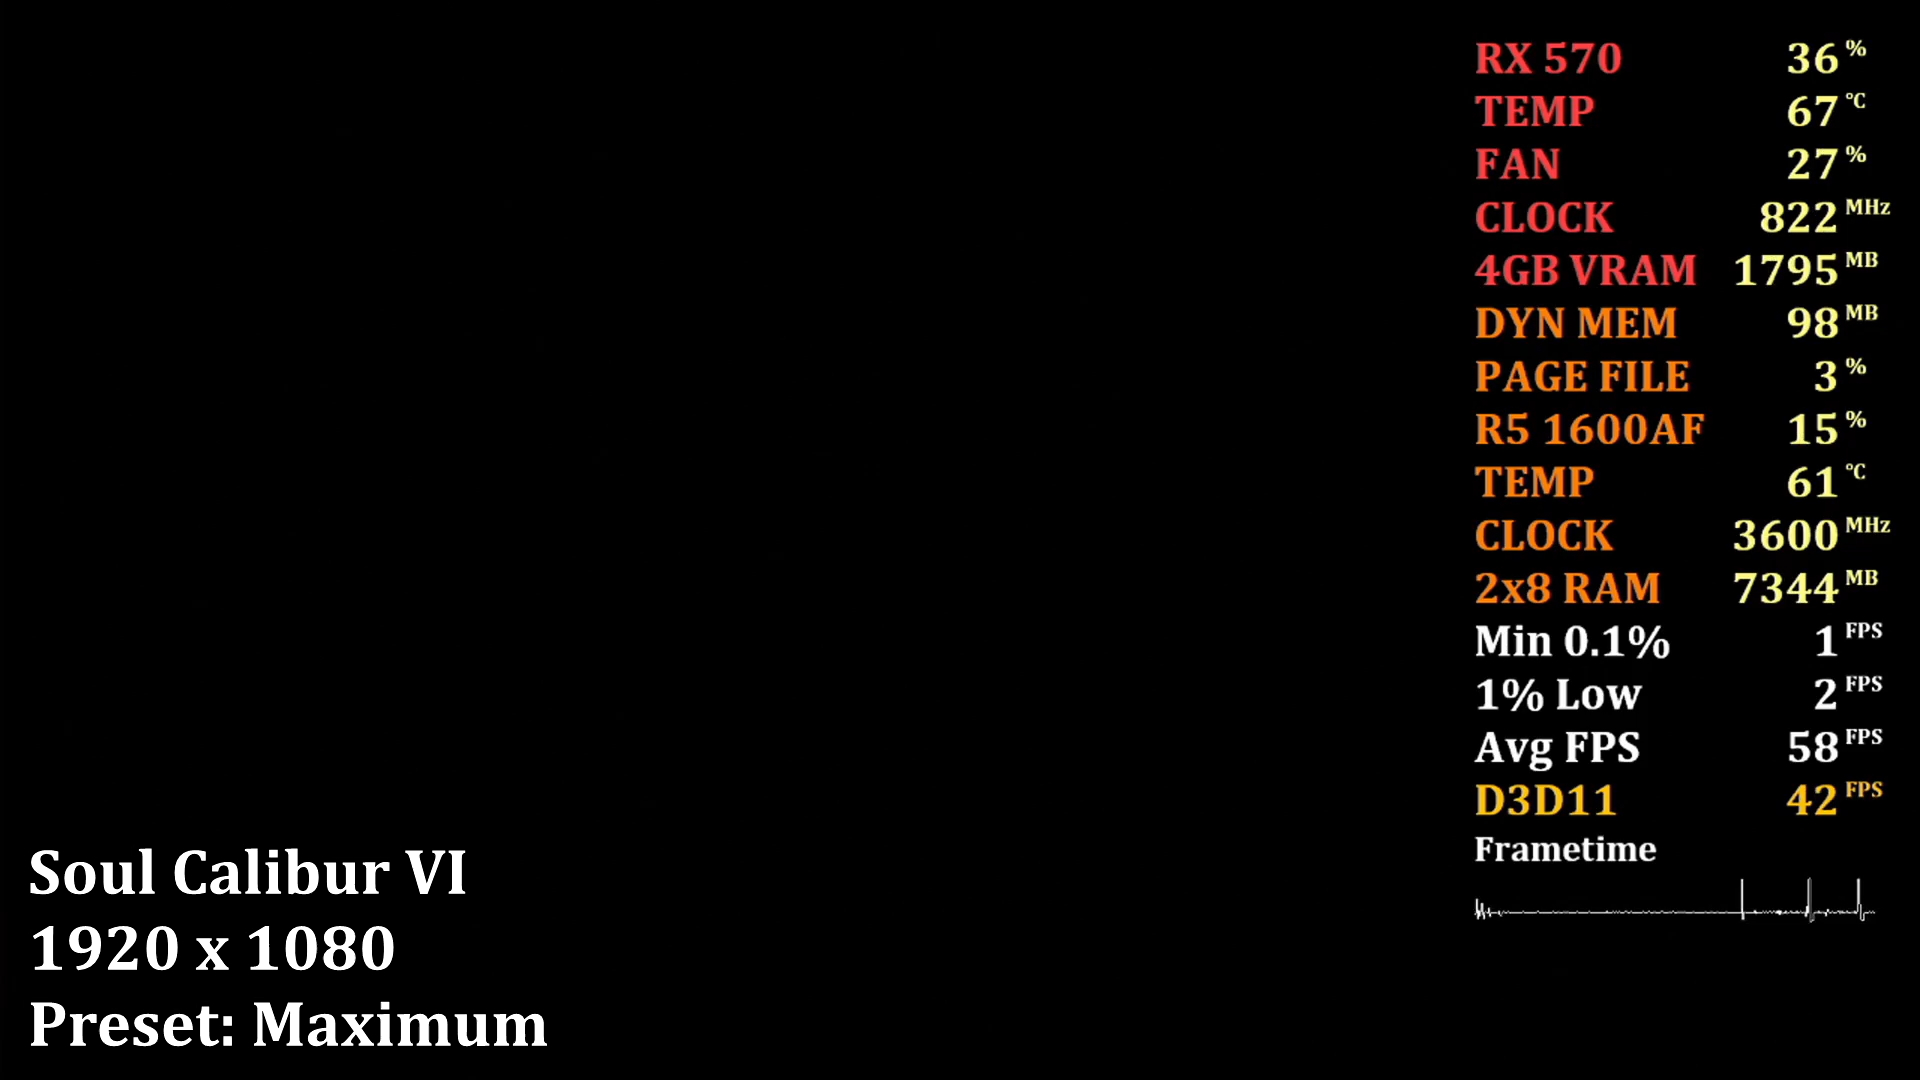 RX 570 36 %
TEMP 67 °C
FAN 27 %
CLOCK 822 MHz
4GB VRAM 1795 MB
DYN MEM 98 MB
PAGE FILE 3 %
R5 1600AF 15 %
TEMP 61 °C
CLOCK 3600 MHz
2x8 RAM 7344 MB
Min 0.1% 1 FPS
1% Low 2 FPS
Avg FPS 58 FPS
D3D11 42 FPS
Frametime
Soul Calibur VI
1920 x 1080
Preset: Maximum